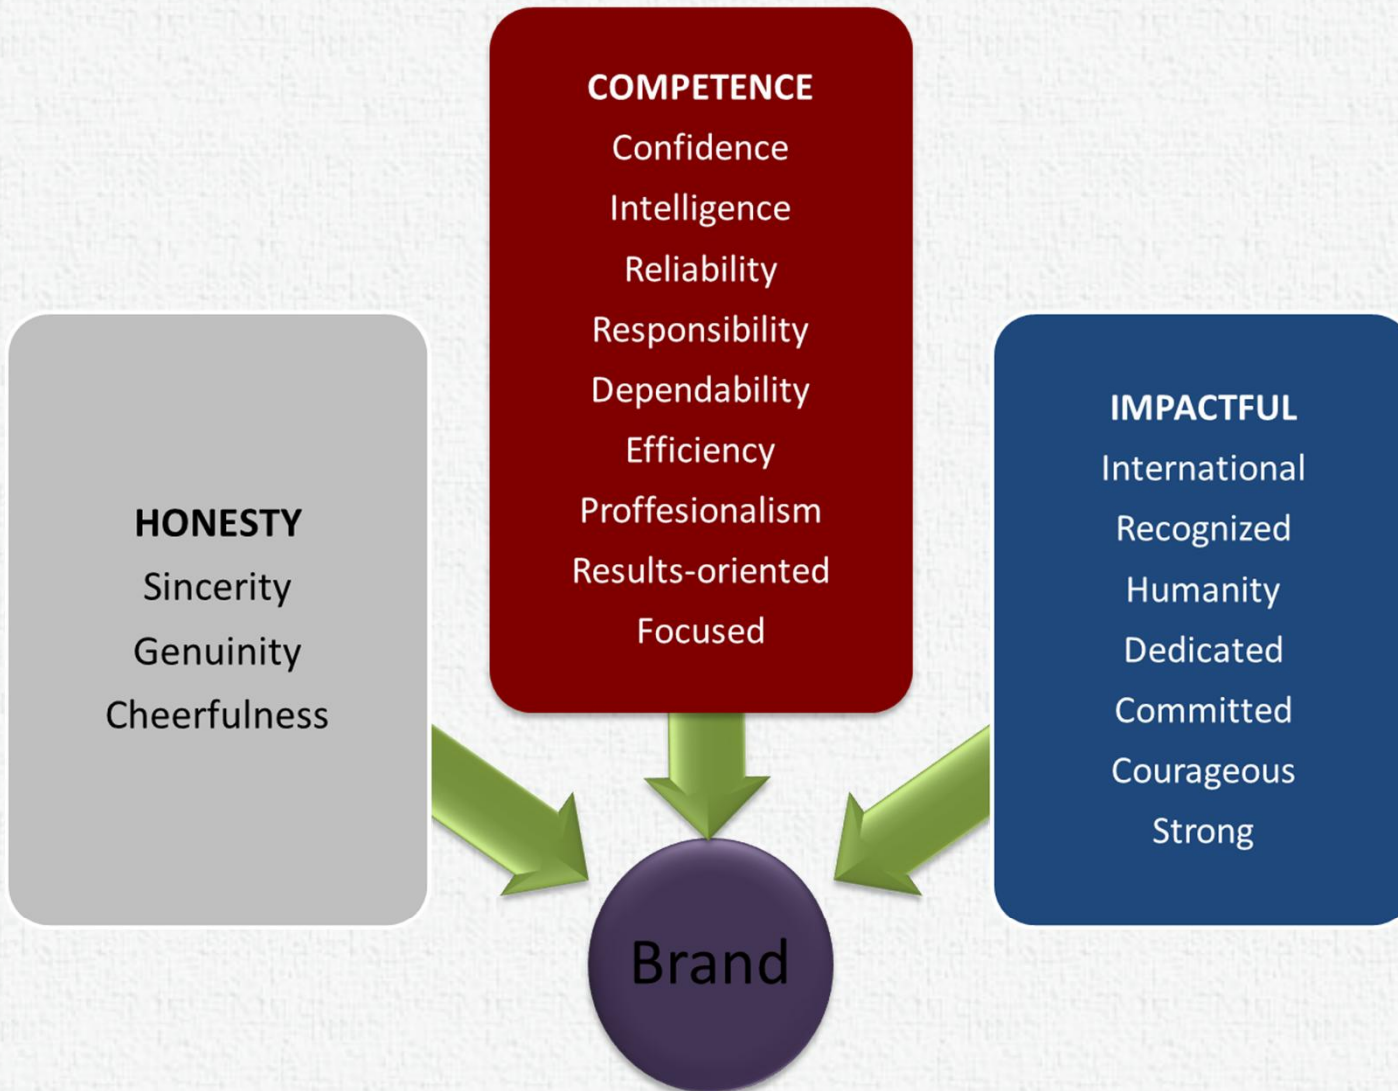 HONESTY
Sincerity
Genuinity
Cheerfulness
COMPETENCE
Confidence
Intelligence
Reliability
Responsibility
Dependability
Efficiency
Proffesionalism
Results-oriented
Focused
IMPACTFUL
International
Recognized
Humanity
Dedicated
Committed
Courageous
Strong
Brand